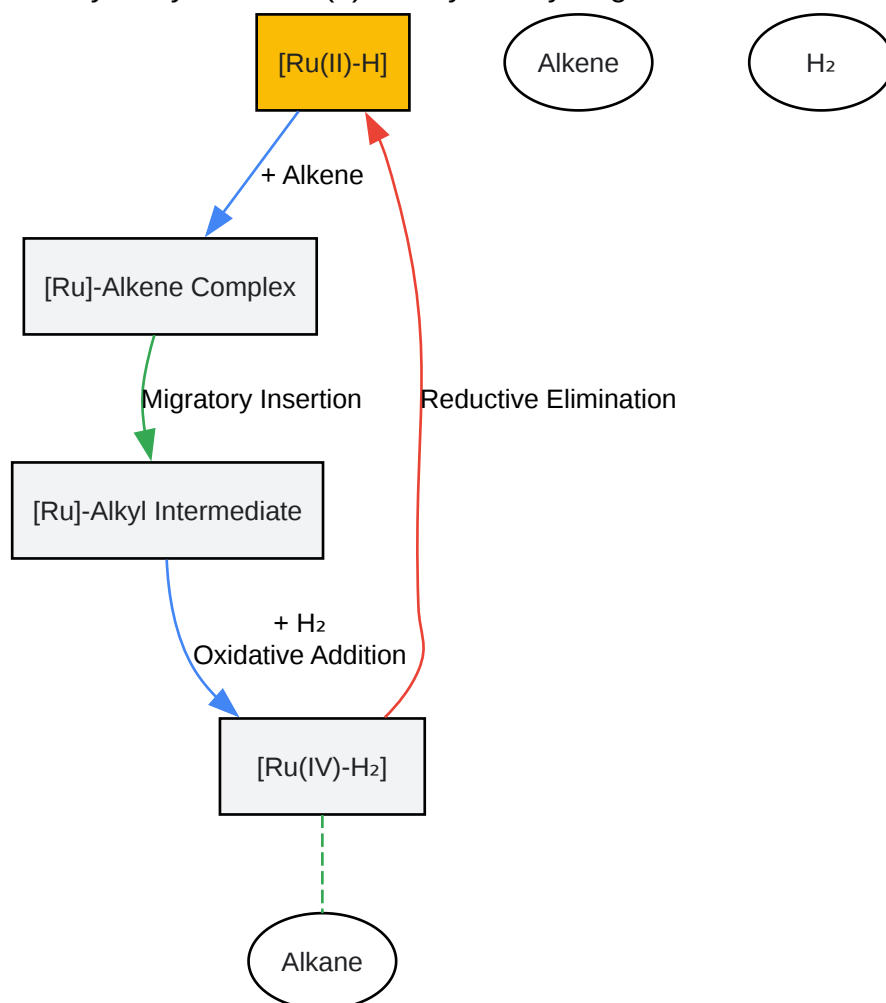 [Ru(II)-H]
Alkene
H₂
+ Alkene
[Ru]-Alkene Complex
Migratory Insertion
Reductive Elimination
[Ru]-Alkyl Intermediate
+ H₂
Oxidative Addition
[Ru(IV)-H₂]
Alkane